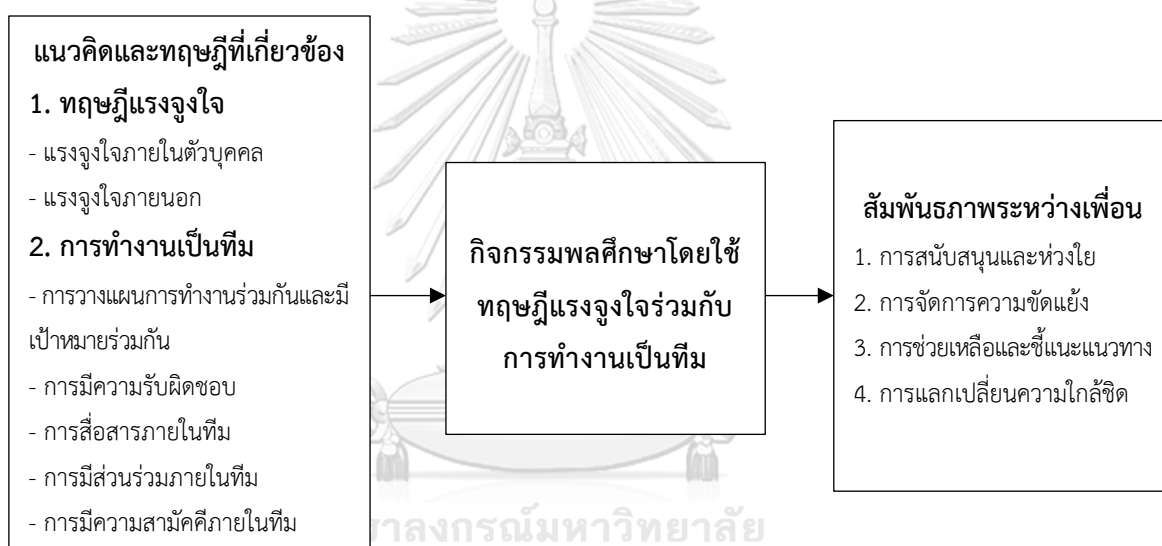 แนวคิดและทฤษฎีที่เกี่ยวข้อง
1. ทฤษฎีแรงจูงใจ
- แรงจูงใจภายในตัวบุคคล
- แรงจูงใจภายนอก
2. การทำงานเป็นทีม
- การวางแผนการทำงานร่วมกันและมี
เป้าหมายร่วมกัน
- การมีความรับผิดชอบ
- การสื่อสารภายในทีม
- การมีส่วนร่วมภายในทีม
- การมีความสามัคคีภายในทีม
กิจกรรมพลศึกษาโดยใช้
ทฤษฎีแรงจูงใจร่วมกับ
การทำงานเป็นทีม
สัมพันธภาพระหว่างเพื่อน
1. การสนับสนุนและห่วงใย
2. การจัดการความขัดแย้ง
3. การช่วยเหลือและชี้แนะแนวทาง
4. การแลกเปลี่ยนความใกล้ชิด
าลงกรณ์มหาวิทยาลัย